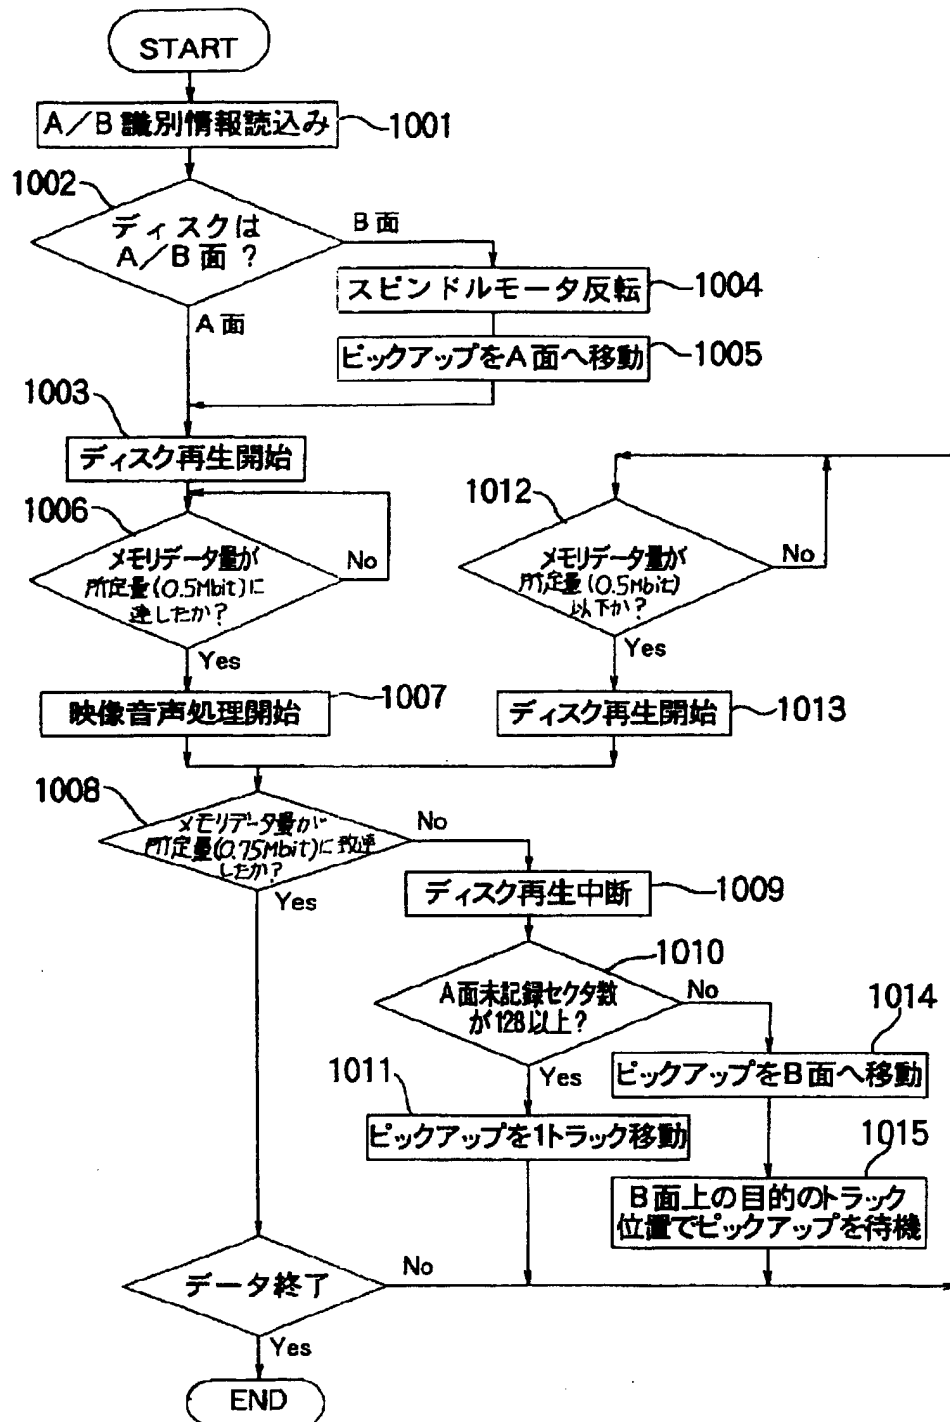 START
A／B 識別情報読込み
1001
1002
ディスクは
A／B面？
B面
A面
スピンドルモータ反転
1004
ピックアップをA面へ移動
1005
1003
ディスク再生開始
1006
メモリデータ量が
所定量(0.5Mbit)に
達したか？
No
Yes
1012
メモリデータ量が
所定量(0.5Mbit)
以下か？
No
Yes
映像音声処理開始
1007
ディスク再生開始
1013
1008
メモリデータ量が
所定量(0.75Mbit)に到達
したか？
No
Yes
ディスク再生中断
1009
1010
A面未記録セクタ数
が128以上？
No
Yes
1014
ピックアップをB面へ移動
1011
ピックアップを1トラック移動
1015
B面上の目的のトラック
位置でピックアップを待機
データ終了
No
Yes
END